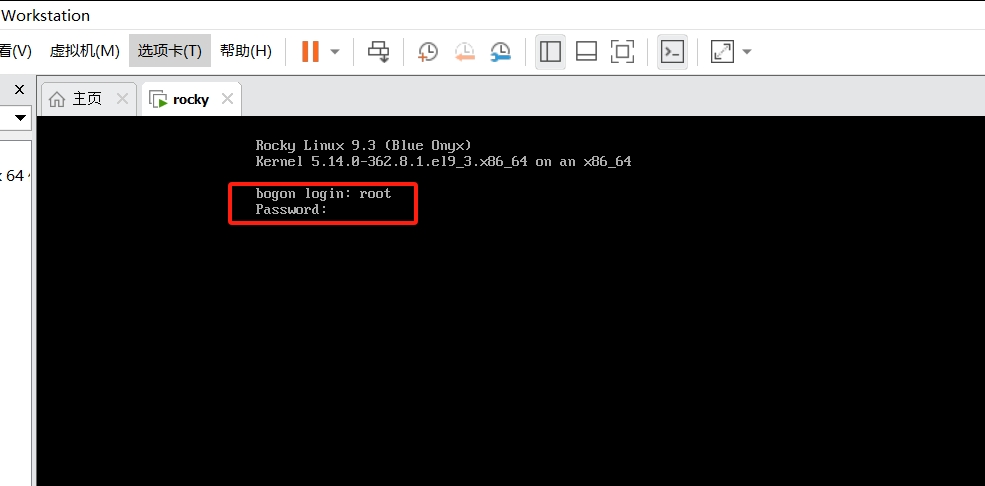 Workstation
看(V) 虚拟机(M) 选项卡(T) 帮助(H)
主页 rocky
x 64
Rocky Linux 9.3 (Blue Onyx)
Kernel 5.14.0-362.8.1.el9_3.x86_64 on an x86_64
bogon login: root
Password: